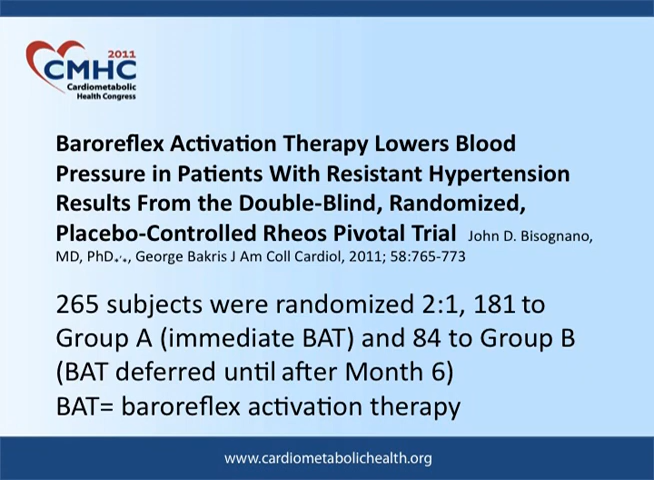 2011
CMHC
Cardiometabolic
Health Congress
Baroreflex Activation Therapy Lowers Blood
Pressure in Patients With Resistant Hypertension
Results From the Double-Blind, Randomized,
Placebo-Controlled Rheos Pivotal Trial John D. Bisognano,
MD, PhD.·., George Bakris J Am Coll Cardiol, 2011; 58:765-773
265 subjects were randomized 2:1, 181 to
Group A (immediate BAT) and 84 to Group B
(BAT deferred until after Month 6)
BAT= baroreflex activation therapy
www.cardiometabolichealth.org